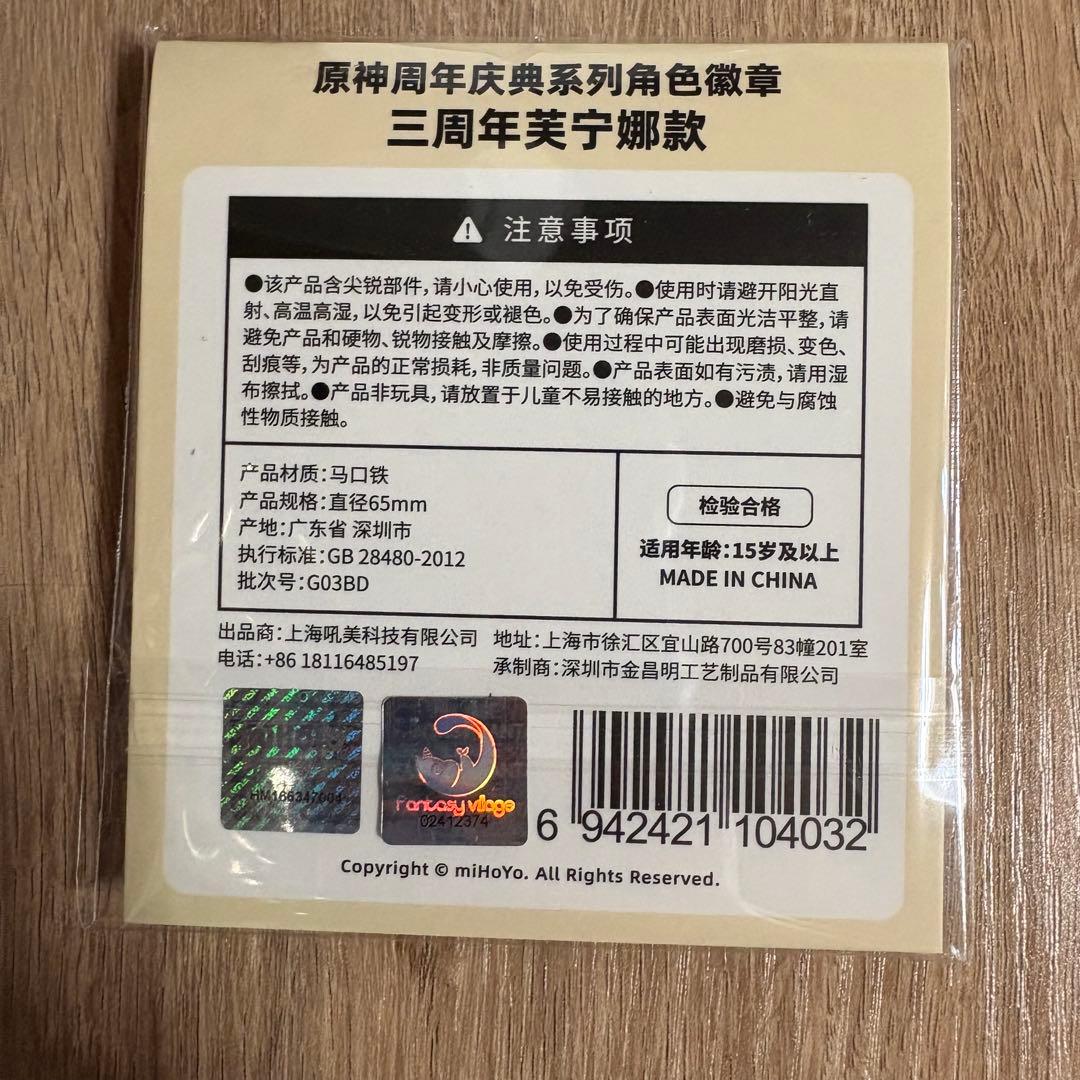 原神周年庆典系列角色徽章
三周年芙宁娜款
注意事项
●该产品含尖锐部件,请小心使用,以免受伤。●使用时请避开阳光直
射、高温高湿,以免引起变形或褪色。●为了确保产品表面光洁平整,请
避免产品和硬物、锐物接触及摩擦。●使用过程中可能出现磨损、变色、
刮痕等,为产品的正常损耗,非质量问题。●产品表面如有污渍,请用湿
布擦拭。●产品非玩具,请放置于儿童不易接触的地方。●避免与腐蚀
性物质接触。
产品材质:马口铁
产品规格:直径65mm
产地:广东省 深圳市
执行标准:GB 28480-2012
批次号:G03BD
检验合格
适用年龄:15岁及以上
MADE IN CHINA
出品商:上海吼美科技有限公司 地址:上海市徐汇区宜山路700号83幢201室
电话:+86 18116485197 承制商:深圳市金昌明工艺制品有限公司
Fantasy village
02412374
6 942421 104032
Copyright © miHoYo. All Rights Reserved.